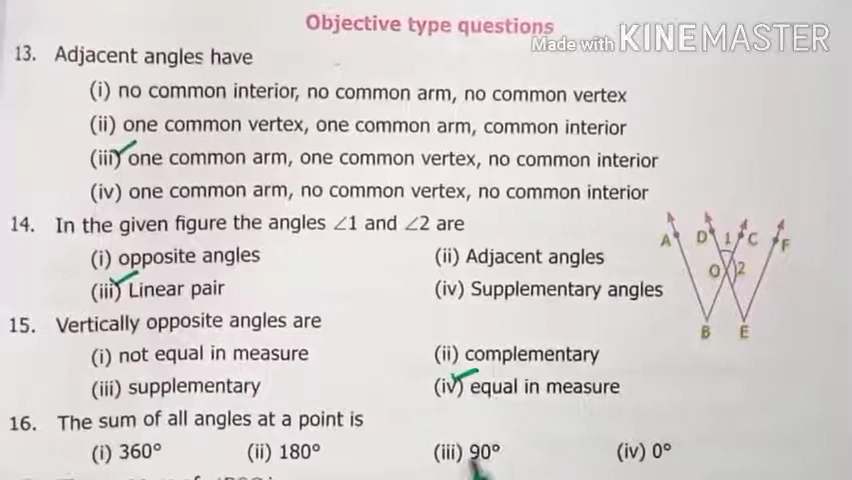 Objective type questions
Made with KINEMASTER
13. Adjacent angles have
(i) no common interior, no common arm, no common vertex
(ii) one common vertex, one common arm, common interior
(iii) one common arm, one common vertex, no common interior
(iv) one common arm, no common vertex, no common interior
14. In the given figure the angles ∠1 and ∠2 are
(i) opposite angles (ii) Adjacent angles
(iii) Linear pair (iv) Supplementary angles
A D 1 C F
O 2
B E
15. Vertically opposite angles are
(i) not equal in measure (ii) complementary
(iii) supplementary (iv) equal in measure
16. The sum of all angles at a point is
(i) 360° (ii) 180° (iii) 90° (iv) 0°